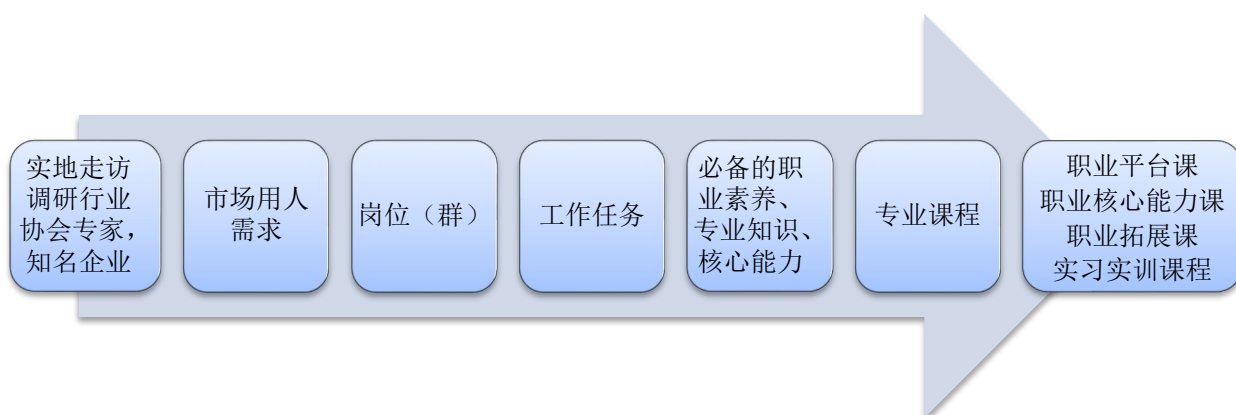 实地走访
调研行业
协会专家，
知名企业
市场用人
需求
岗位（群）
工作任务
必备的职
业素养、
专业知识、
核心能力
专业课程
职业平台课
职业核心能力课
职业拓展课
实习实训课程